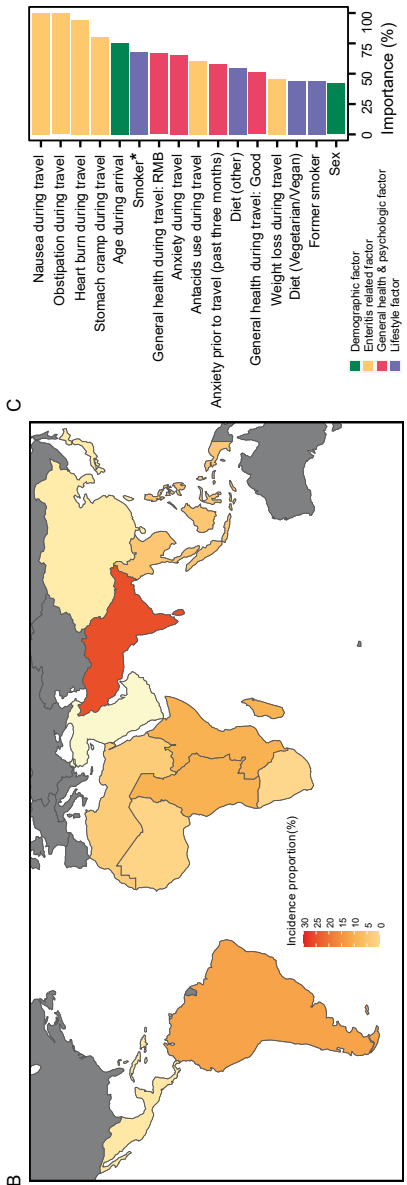 B
Incidence proportion(%)
30
25
20
15
10
5
0
C
Nausea during travel
Obstipation during travel
Heart burn during travel
Stomach cramp during travel
Age during arrival
Smoker*
General health during travel: RMB
Anxiety during travel
Antacids use during travel
Anxiety prior to travel (past three months)
Diet (other)
General health during travel: Good
Weight loss during travel
Diet (Vegetarian/Vegan)
Former smoker
Sex
0 25 50 75 100
Importance (%)
Demographic factor
Enteritis related factor
General health & psychologic factor
Lifestyle factor